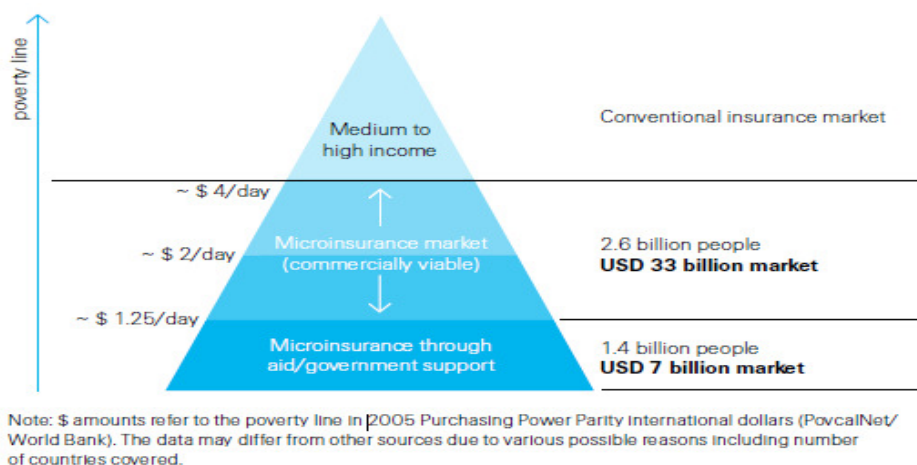 poverty line
Medium to
high income
Conventional insurance market
~ $ 4/day
Microinsurance market
(commercially viable)
~ $ 2/day
2.6 billion people
USD 33 billion market
~ $ 1.25/day
Microinsurance through
aid/government support
1.4 billion people
USD 7 billion market
Note: $ amounts refer to the poverty line in 2005 Purchasing Power Parity international dollars (PovcalNet/
World Bank). The data may differ from other sources due to various possible reasons including number
of countries covered.